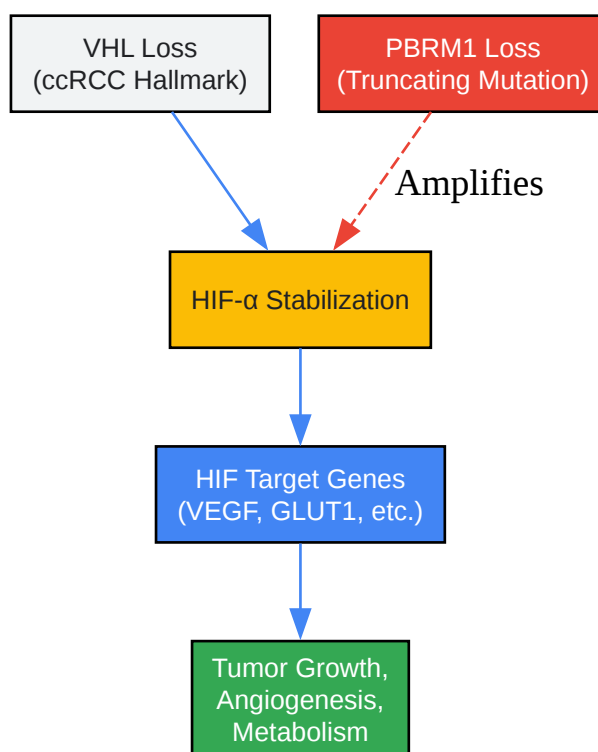 VHL Loss
(ccRCC Hallmark)
PBRM1 Loss
(Truncating Mutation)
Amplifies
HIF-α Stabilization
HIF Target Genes
(VEGF, GLUT1, etc.)
Tumor Growth,
Angiogenesis,
Metabolism